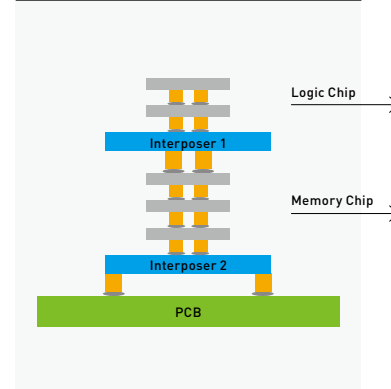 Logic Chip
Interposer 1
Memory Chip
Interposer 2
PCB